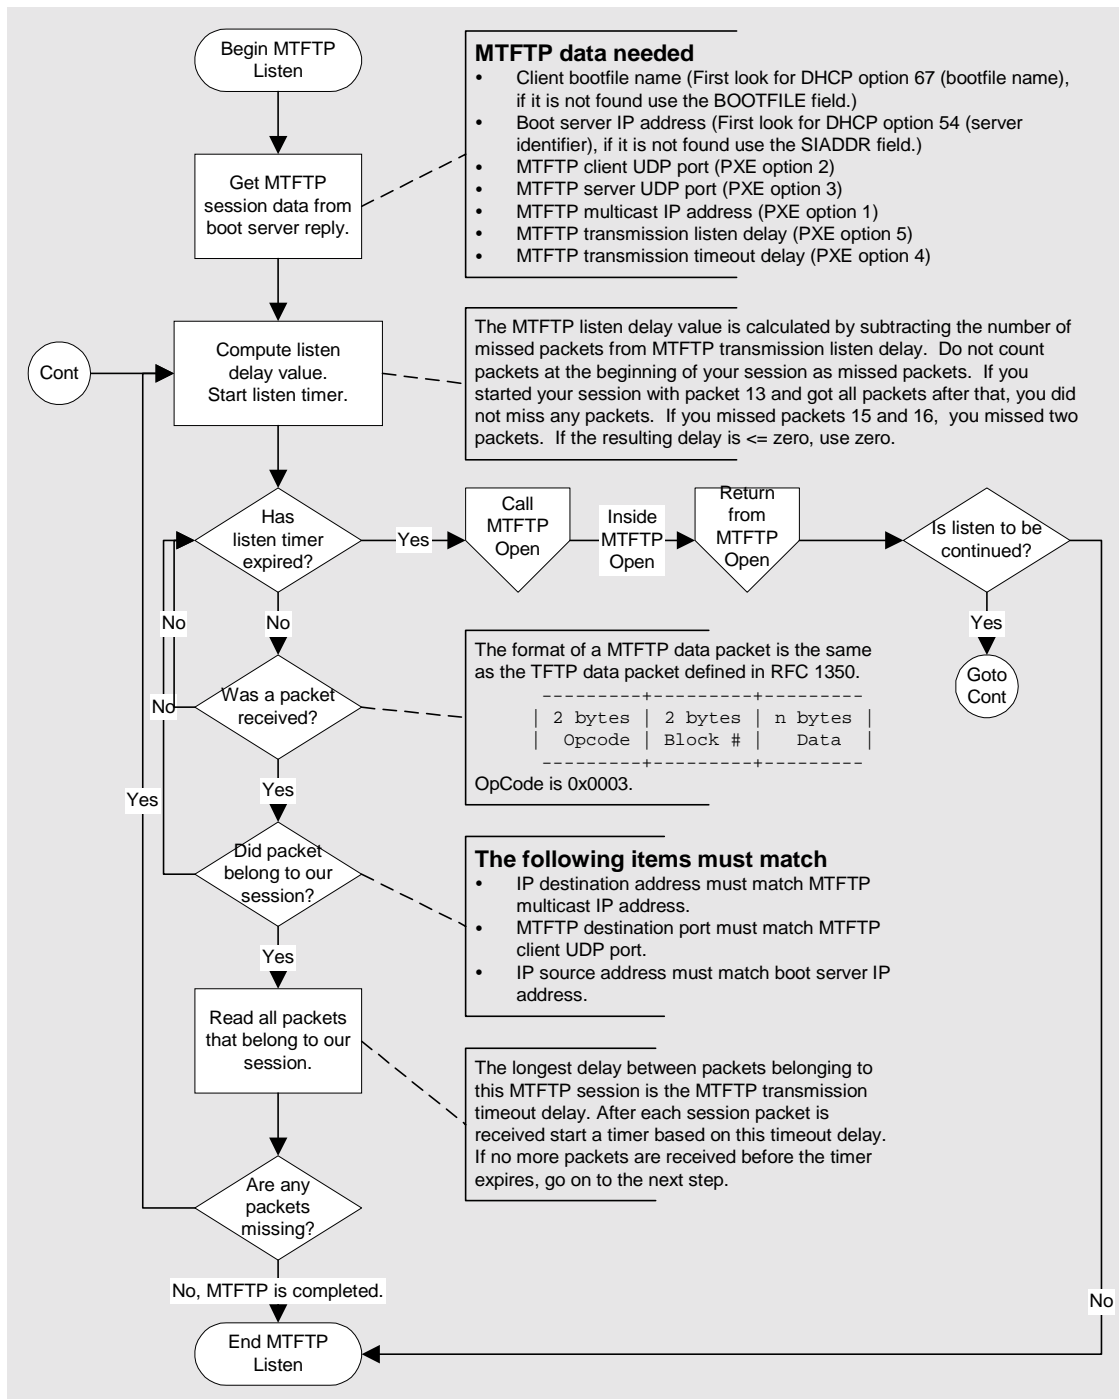 Begin MTFTP
Listen
MTFTP data needed
• Client bootfile name (First look for DHCP option 67 (bootfile name),
if it is not found use the BOOTFILE field.)
• Boot server IP address (First look for DHCP option 54 (server
identifier), if it is not found use the SIADDR field.)
• MTFTP client UDP port (PXE option 2)
• MTFTP server UDP port (PXE option 3)
• MTFTP multicast IP address (PXE option 1)
• MTFTP transmission listen delay (PXE option 5)
• MTFTP transmission timeout delay (PXE option 4)
Get MTFTP
session data from
boot server reply.
Cont
Compute listen
delay value.
Start listen timer.
The MTFTP listen delay value is calculated by subtracting the number of
missed packets from MTFTP transmission listen delay.  Do not count
packets at the beginning of your session as missed packets.  If you
started your session with packet 13 and got all packets after that, you did
not miss any packets.  If you missed packets 15 and 16,  you missed two
packets.  If the resulting delay is <= zero, use zero.
Has
listen timer
expired?
Yes
Call
MTFTP
Open
Inside
MTFTP
Open
Return
from
MTFTP
Open
Is listen to be
continued?
No
No
Yes
Goto
Cont
Was a packet
received?
No
The format of a MTFTP data packet is the same
as the TFTP data packet defined in RFC 1350.
---------+---------+---------
| 2 bytes | 2 bytes | n bytes |
|  Opcode | Block # |  Data  |
---------+---------+---------
OpCode is 0x0003.
Yes
Yes
Did packet
belong to our
session?
The following items must match
• IP destination address must match MTFTP
multicast IP address.
• MTFTP destination port must match MTFTP
client UDP port.
• IP source address must match boot server IP
address.
Yes
Read all packets
that belong to our
session.
The longest delay between packets belonging to
this MTFTP session is the MTFTP transmission
timeout delay. After each session packet is
received start a timer based on this timeout delay.
If no more packets are received before the timer
expires, go on to the next step.
Are any
packets
missing?
No, MTFTP is completed.
No
End MTFTP
Listen